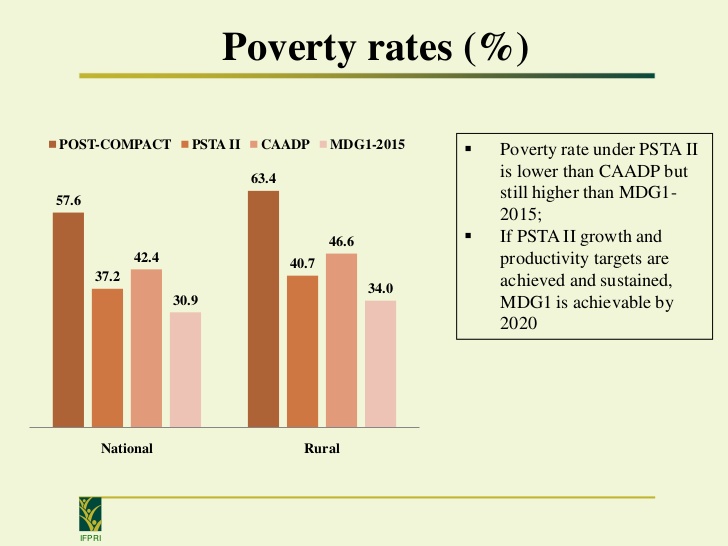 Poverty rates (%)
POST-COMPACT PSTA II CAADP MDG1-2015
63.4
57.6
46.6
42.4
40.7
37.2
34.0
30.9
National Rural
▪ Poverty rate under PSTA II
is lower than CAADP but
still higher than MDG1-
2015;
▪ If PSTA II growth and
productivity targets are
achieved and sustained,
MDG1 is achievable by
2020
IFPRI